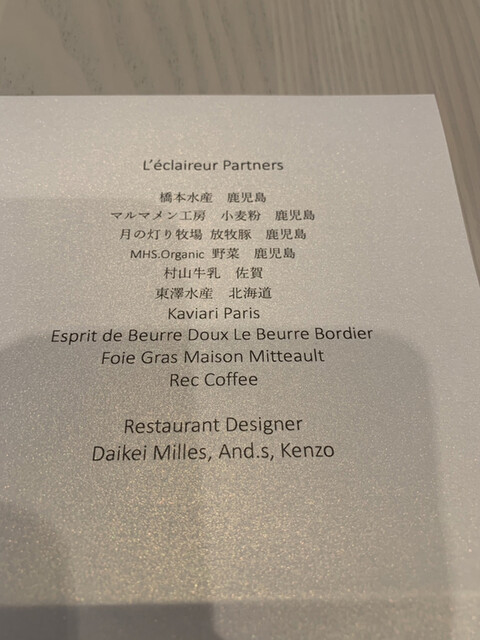 L'éclaireur Partners
橋本水産　鹿児島
マルマメン工房　小麦粉　鹿児島
月の灯り牧場 放牧豚　鹿児島
MHS.Organic 野菜　鹿児島
村山牛乳　佐賀
東澤水産　北海道
Kaviari Paris
Esprit de Beurre Doux Le Beurre Bordier
Foie Gras Maison Mitteault
Rec Coffee
Restaurant Designer
Daikei Milles, And.s, Kenzo